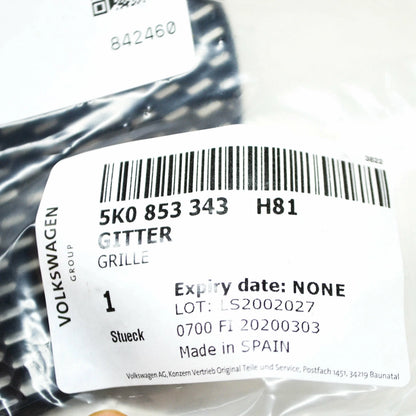 842460
3822
5K0 853 343 H81
GITTER
GRILLE
VOLKSWAGEN
GROUP
1
Stueck
Expiry date: NONE
LOT: LS2002027
0700 FI 20200303
Made in SPAIN
Volkswagen AG, Konzern Vertrieb Original Teile und Service, Postfach 1451, 34219 Baunatal